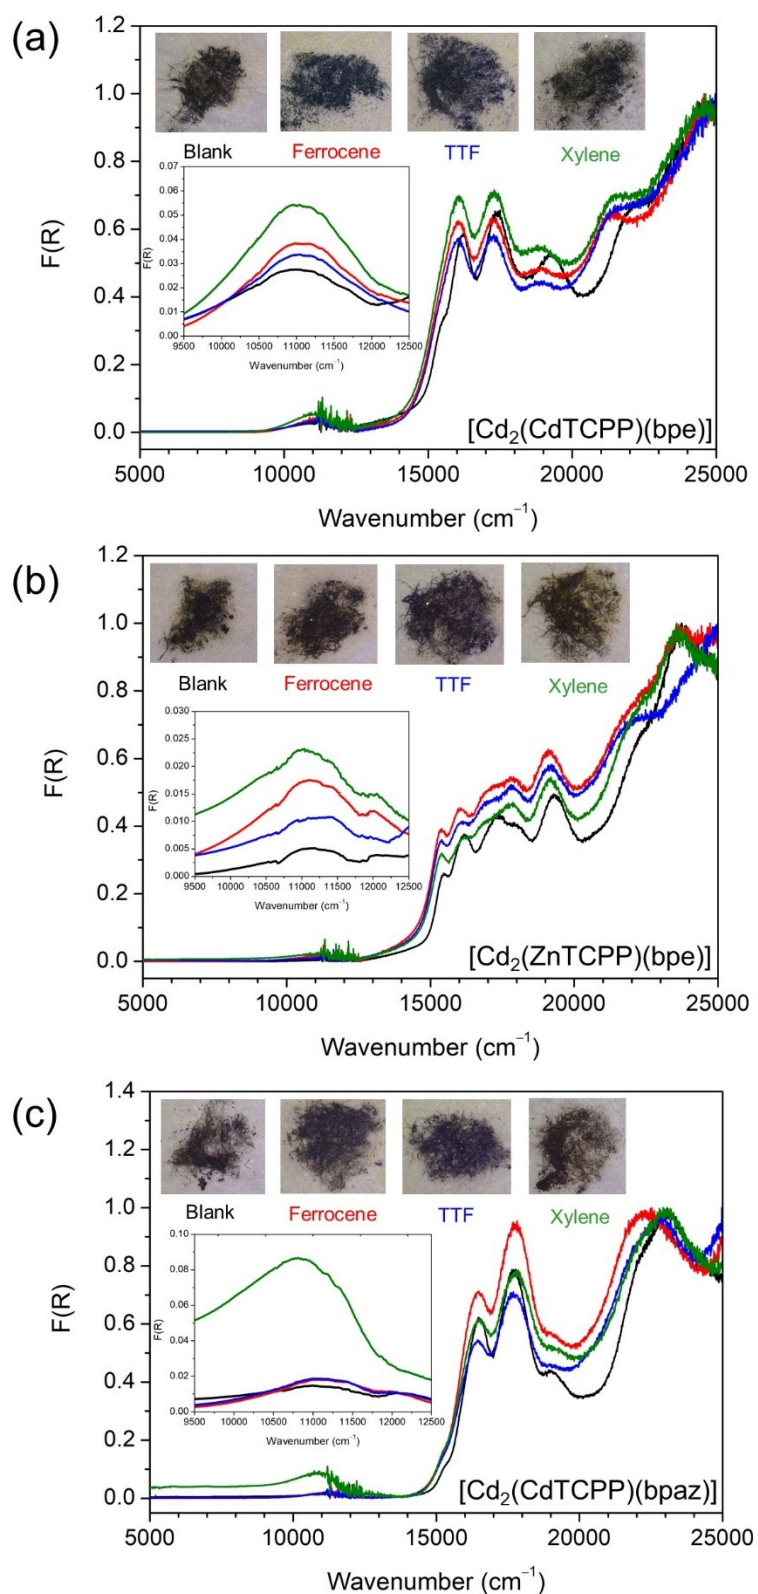 (a)
1.2
1.0
0.8
0.6
0.4
0.2
0.0
F(R)
Blank Ferrocene TTF Xylene
0.07
0.06
0.05
0.04
0.03
0.02
0.01
0.00
F(R)
9500 10000 10500 11000 11500 12000 12500
Wavenumber (cm⁻¹)
[Cd₂(CdTCPP)(bpe)]
5000 10000 15000 20000 25000
Wavenumber (cm⁻¹)
(b)
1.2
1.0
0.8
0.6
0.4
0.2
0.0
F(R)
Blank Ferrocene TTF Xylene
0.030
0.025
0.020
0.015
0.010
0.005
0.000
F(R)
9500 10000 10500 11000 11500 12000 12500
Wavenumber (cm⁻¹)
[Cd₂(ZnTCPP)(bpe)]
5000 10000 15000 20000 25000
Wavenumber (cm⁻¹)
(c)
1.4
1.2
1.0
0.8
0.6
0.4
0.2
0.0
F(R)
Blank Ferrocene TTF Xylene
0.10
0.08
0.06
0.04
0.02
0.00
F(R)
9500 10000 10500 11000 11500 12000 12500
Wavenumber (cm⁻¹)
[Cd₂(CdTCPP)(bpaz)]
5000 10000 15000 20000 25000
Wavenumber (cm⁻¹)